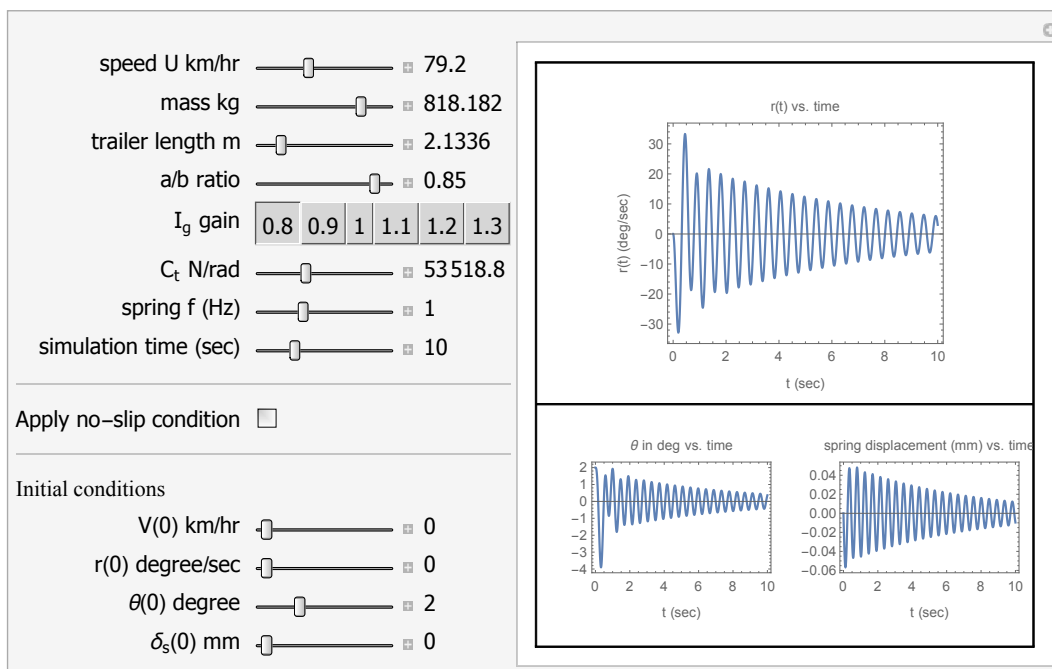 speed U km/hr 79.2
mass kg 818.182
trailer length m 2.1336
a/b ratio 0.85
I_g gain 0.8 0.9 1 1.1 1.2 1.3
C_t N/rad 53 518.8
spring f (Hz) 1
simulation time (sec) 10
Apply no-slip condition
Initial conditions
V(0) km/hr 0
r(0) degree/sec 0
θ(0) degree 2
δ_s(0) mm 0
r(t) vs. time
30
20
10
0
-10
-20
-30
r(t) (deg/sec)
0 2 4 6 8 10
t (sec)
θ in deg vs. time
2
1
0
-1
-2
-3
-4
0 2 4 6 8 10
t (sec)
spring displacement (mm) vs. time
0.04
0.02
0.00
-0.02
-0.04
-0.06
0 2 4 6 8 10
t (sec)